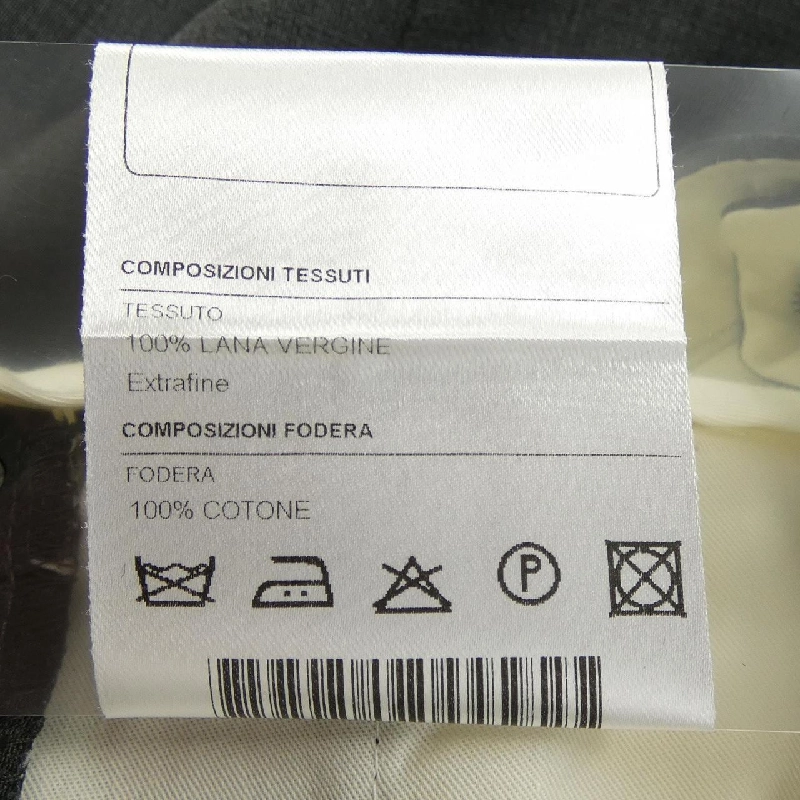 COMPOSIZIONI TESSUTI
TESSUTO
100% LANA VERGINE
Extrafine
COMPOSIZIONI FODERA
FODERA
100% COTONE
P